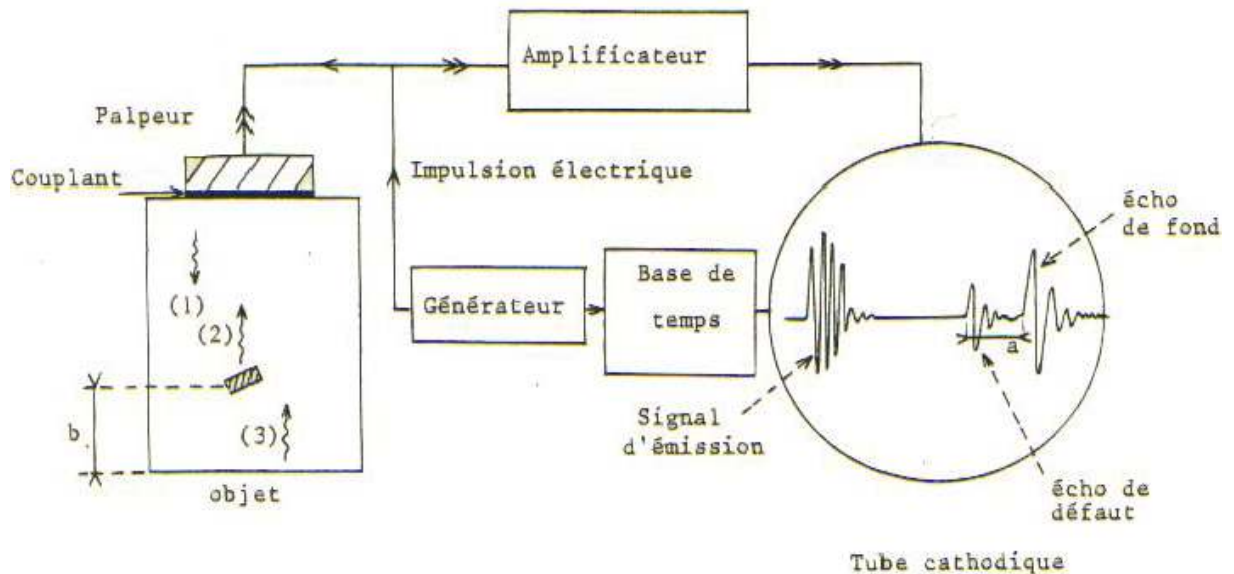 Amplificateur
Palpeur
Couplant
Impulsion électrique
écho
de fond
Générateur
Base de
temps
(1)
(2)
(3)
a
b
Signal
d'émission
objet
écho de
défaut
Tube cathodique